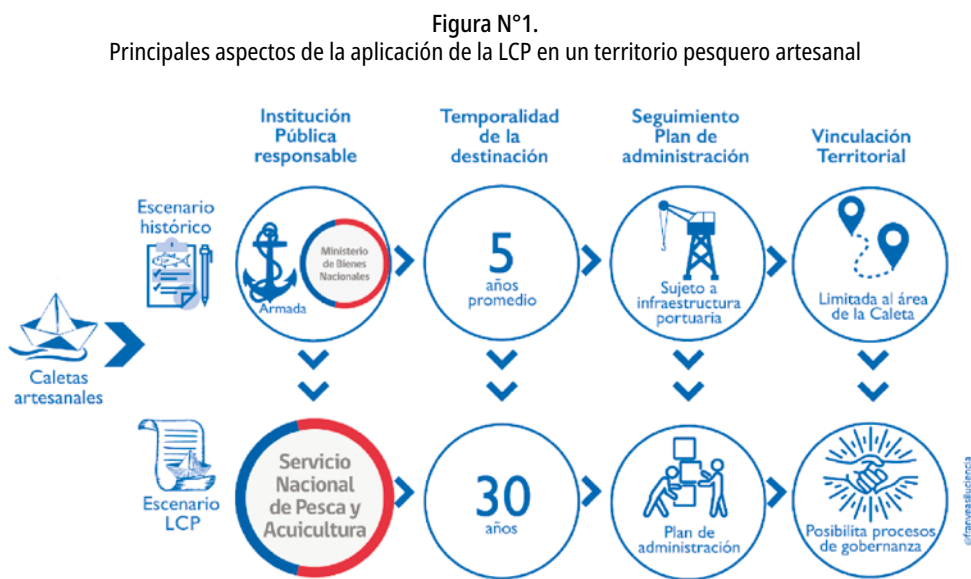 Figura N°1.
Principales aspectos de la aplicación de la LCP en un territorio pesquero artesanal
Institución
Pública
responsable
Temporalidad
de la
destinación
Seguimiento
Plan de
administración
Vinculación
Territorial
Escenario
histórico
Armada
Ministerio
de Bienes
Nacionales
5
años
promedio
Sujeto a
infraestructura
portuaria
Limitada al área
de la Caleta
Caletas
artesanales
Escenario
LCP
Servicio
Nacional
de Pesca y
Acuicultura
30
años
Plan de
administración
Posibilita procesos
de gobernanza